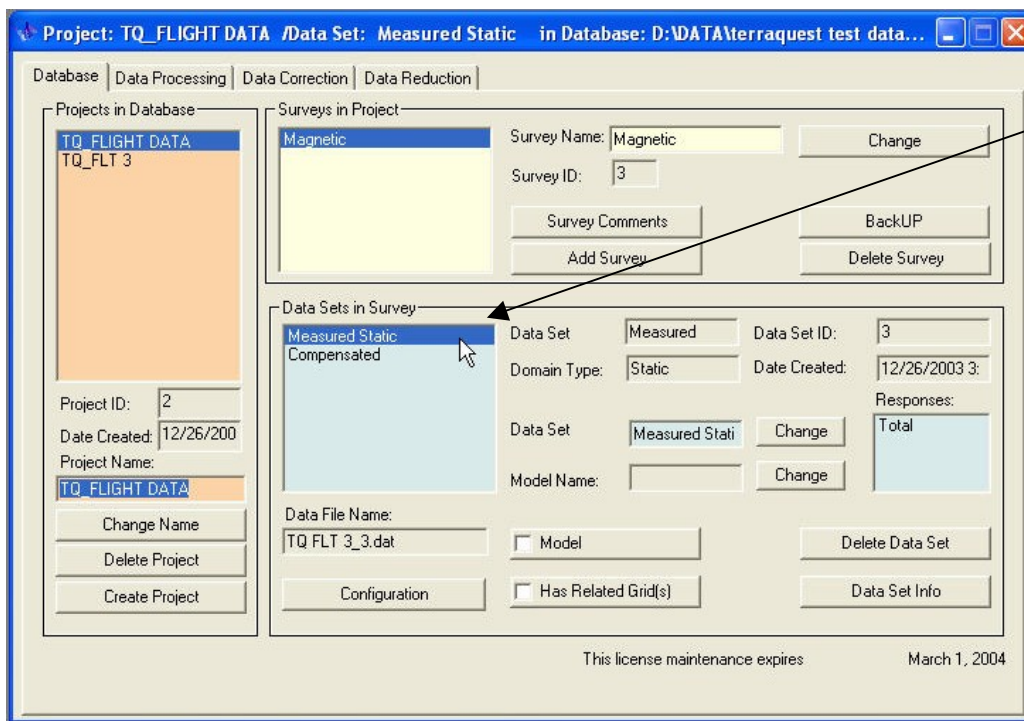 Project: TQ_FLIGHT DATA /Data Set: Measured Static in Database: D:\DATA\terraquest test data...
Database
Data Processing
Data Correction
Data Reduction
Projects in Database
TQ_FLIGHT DATA
TQ_FLT 3
Project ID: 2
Date Created: 12/26/200
Project Name:
TQ_FLIGHT DATA
Change Name
Delete Project
Create Project
Surveys in Project
Magnetic
Survey Name: Magnetic
Change
Survey ID: 3
Survey Comments
BackUP
Add Survey
Delete Survey
Data Sets in Survey
Measured Static
Compensated
Data Set Measured
Data Set ID: 3
Domain Type: Static
Date Created: 12/26/2003 3:
Responses:
Total
Data Set Measured Stati
Change
Model Name:
Change
Data File Name:
TQ FLT 3_3.dat
Model
Delete Data Set
Configuration
Has Related Grid(s)
Data Set Info
This license maintenance expires March 1, 2004